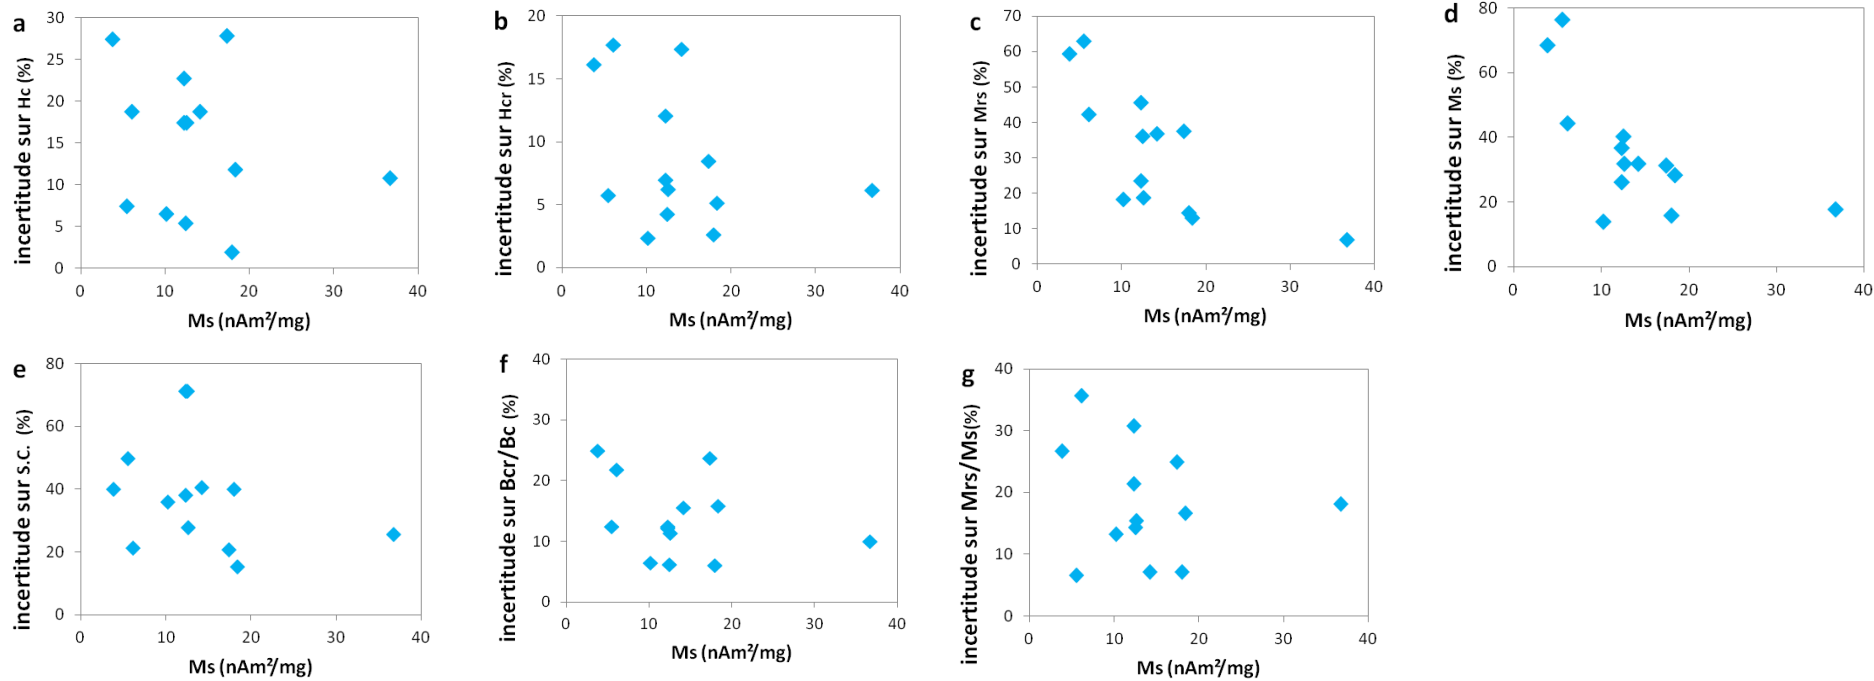 a
incertitude sur Hc (%)
30
25
20
15
10
5
0
0 10 20 30 40
Ms (nAm²/mg)
b
incertitude sur Hcr (%)
20
15
10
5
0
0 10 20 30 40
Ms (nAm²/mg)
c
incertitude sur Mrs (%)
70
60
50
40
30
20
10
0
0 10 20 30 40
Ms (nAm²/mg)
d
incertitude sur Ms (%)
80
60
40
20
0
0 10 20 30 40
Ms (nAm²/mg)
e
incertitude sur S.C. (%)
80
60
40
20
0
0 10 20 30 40
Ms (nAm²/mg)
f
incertitude sur Bcr/Bc (%)
40
30
20
10
0
0 10 20 30 40
Ms (nAm²/mg)
g
incertitude sur Mrs/Ms(%)
40
30
20
10
0
0 10 20 30 40
Ms (nAm²/mg)